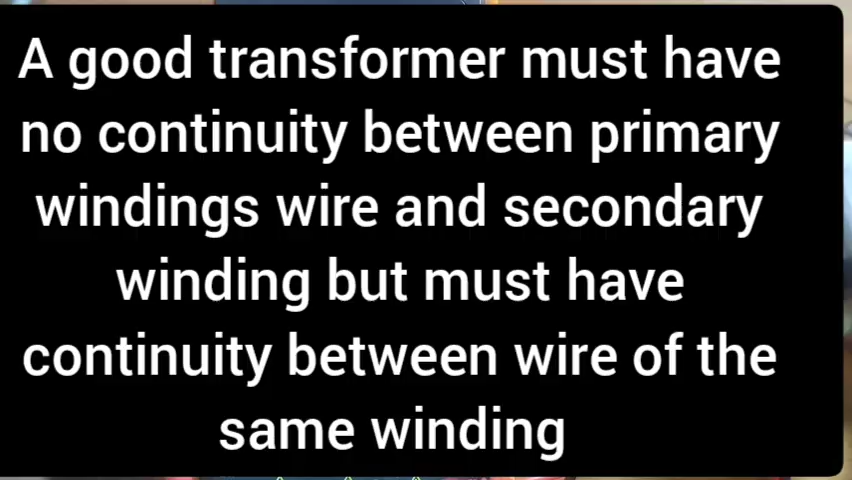 A good transformer must have
no continuity between primary
windings wire and secondary
winding but must have
continuity between wire of the
same winding